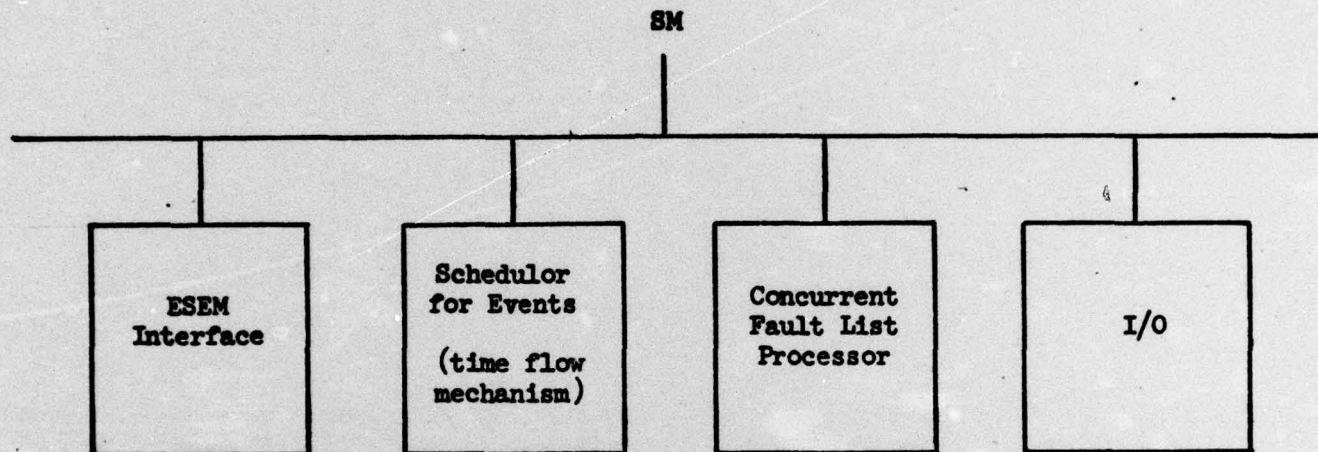 SM
ESEM
Interface
Schedulor
for Events
(time flow
mechanism)
Concurrent
Fault List
Processor
I/O